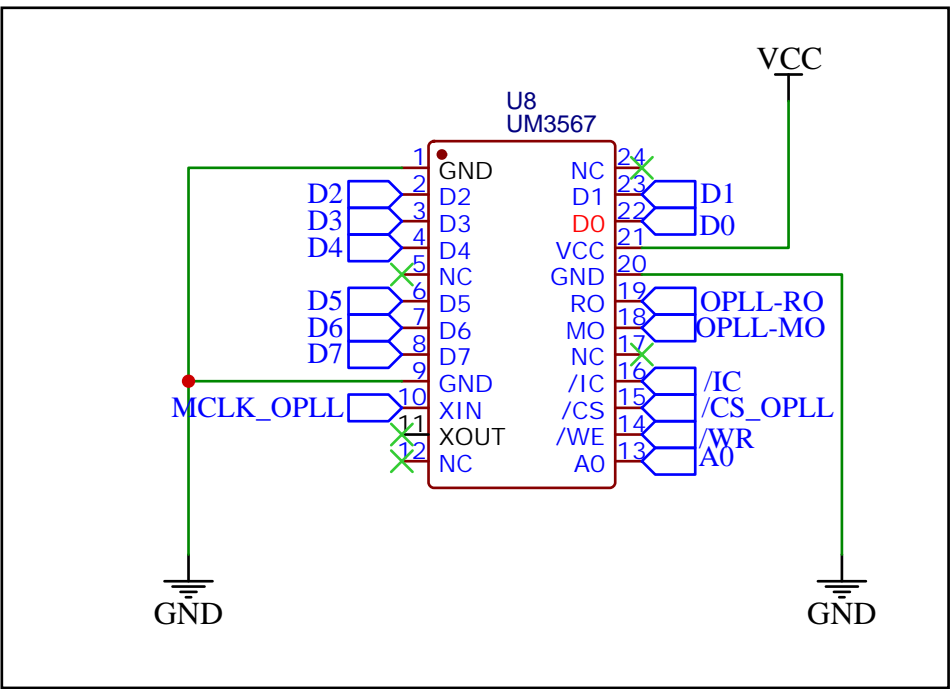 VCC
U8
UM3567
1 GND NC 24
D2 2 D2 D1 23 D1
D3 3 D3 D0 22 D0
D4 4 D4 VCC 21
5 NC GND 20
D5 6 D5 RO 19 OPLL-RO
D6 7 D6 MO 18 OPLL-MO
D7 8 D7 NC 17
9 GND /IC 16 /IC
MCLK_OPLL 10 XIN /CS 15 /CS_OPLL
11 XOUT /WE 14 /WR
12 NC A0 13 A0
GND GND